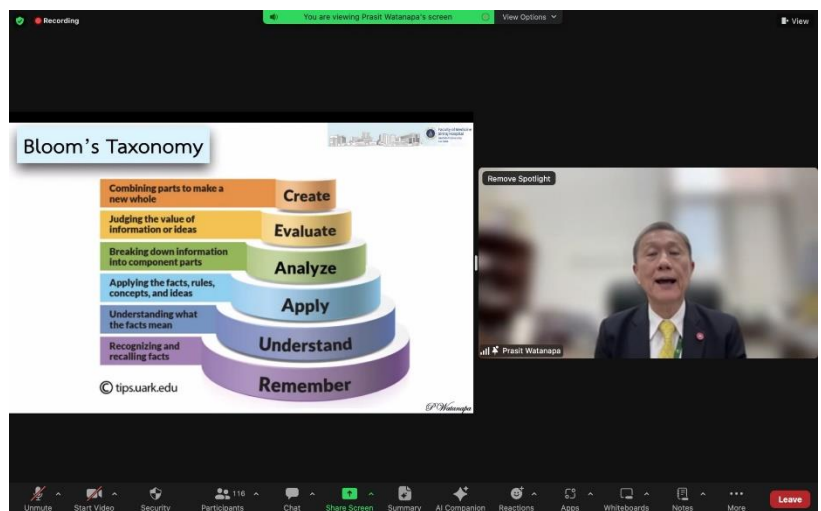 Recording
You are viewing Prasit Watanapa's screen
View Options
View
Bloom's Taxonomy
Combining parts to make a
new whole
Create
Judging the value of
information or ideas
Evaluate
Breaking down information
into component parts
Analyze
Applying the facts, rules,
concepts, and ideas
Apply
Understanding what
the facts mean
Understand
Recognizing and
recalling facts
Remember
© tips.uark.edu
P Watanapa
Remove Spotlight
Prasit Watanapa
Unmute
Start Video
Security
116
Participants
Chat
Share Screen
Summary
AI Companion
Reactions
Apps
Whiteboards
Notes
More
Leave